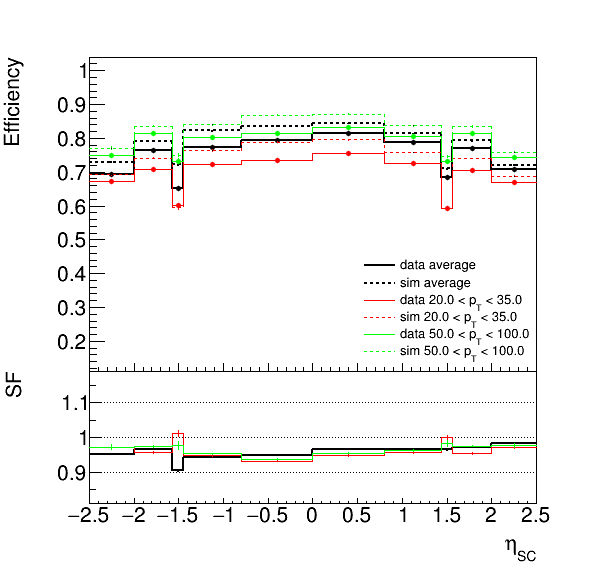 Efficiency
1
0.9
0.8
0.7
0.6
0.5
0.4
0.3
0.2
data average
sim average
data 20.0 < p_T < 35.0
sim 20.0 < p_T < 35.0
data 50.0 < p_T < 100.0
sim 50.0 < p_T < 100.0
SF
1.1
1
0.9
−2.5 −2 −1.5 −1 −0.5 0 0.5 1 1.5 2 2.5
η_SC